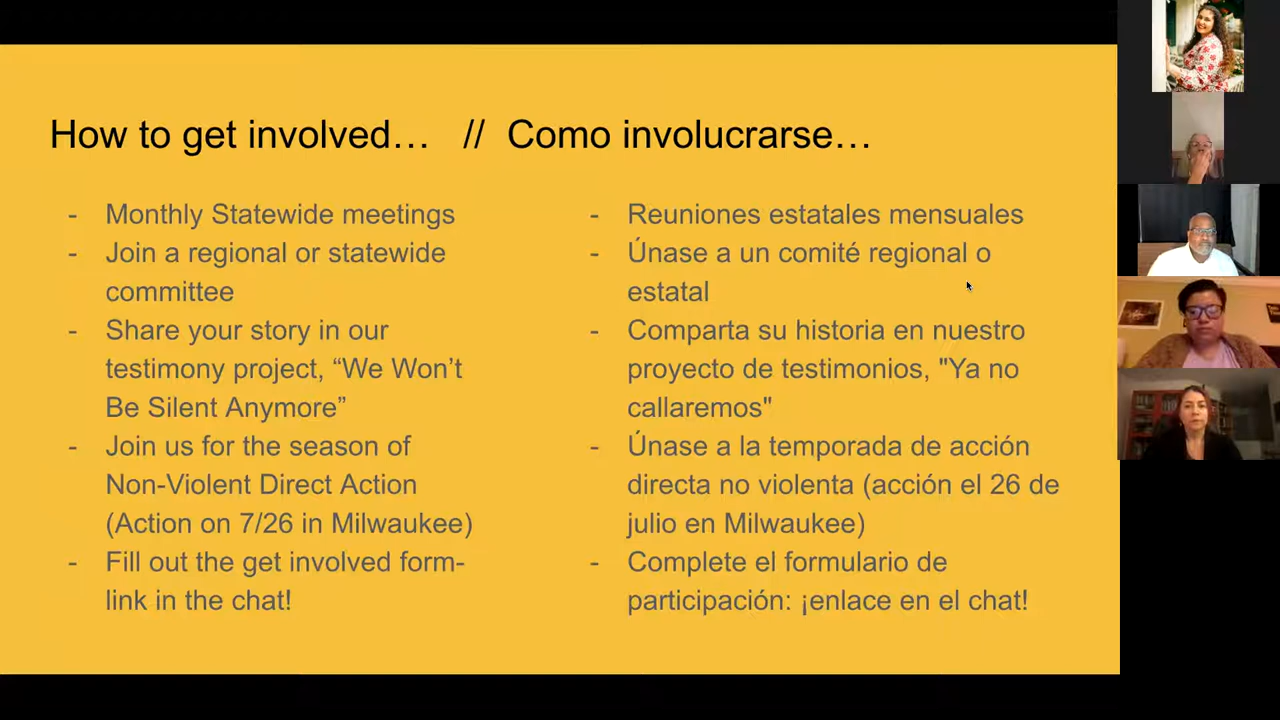 How to get involved… // Como involucrarse…
- Monthly Statewide meetings
- Join a regional or statewide
committee
- Share your story in our
testimony project, “We Won’t
Be Silent Anymore”
- Join us for the season of
Non-Violent Direct Action
(Action on 7/26 in Milwaukee)
- Fill out the get involved form-
link in the chat!
- Reuniones estatales mensuales
- Únase a un comité regional o
estatal
- Comparta su historia en nuestro
proyecto de testimonios, "Ya no
callaremos"
- Únase a la temporada de acción
directa no violenta (acción el 26 de
julio en Milwaukee)
- Complete el formulario de
participación: ¡enlace en el chat!